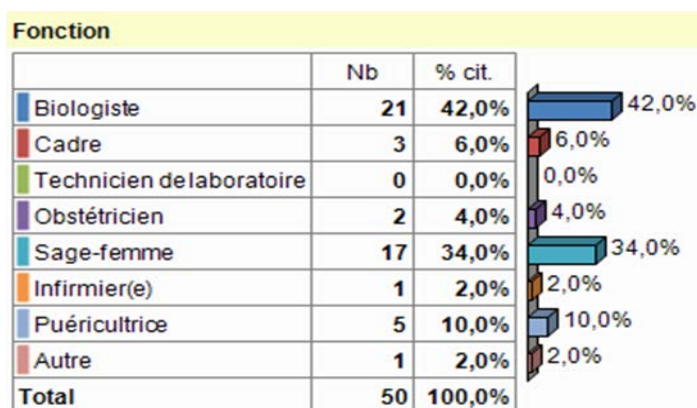 Fonction
Nb % cit.
Biologiste 21 42,0% 42,0%
Cadre 3 6,0% 6,0%
Technicien de laboratoire 0 0,0% 0,0%
Obstétricien 2 4,0% 4,0%
Sage-femme 17 34,0% 34,0%
Infirmier(e) 1 2,0% 2,0%
Puéricultrice 5 10,0% 10,0%
Autre 1 2,0% 2,0%
Total 50 100,0%